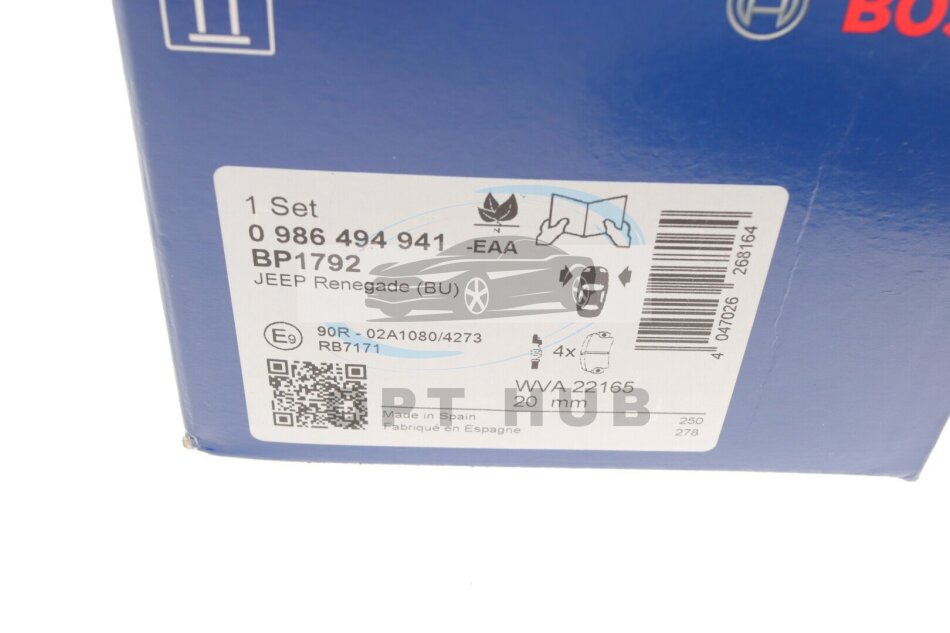 BOS
1 Set
0 986 494 941 -EAA
BP1792
JEEP Renegade (BU)
E9 90R - 02A1080/4273
RB7171
4x
WVA 22165
20 mm
Made in Spain
Fabriqué en Espagne
250
278
4 047026 268164
PT HUB